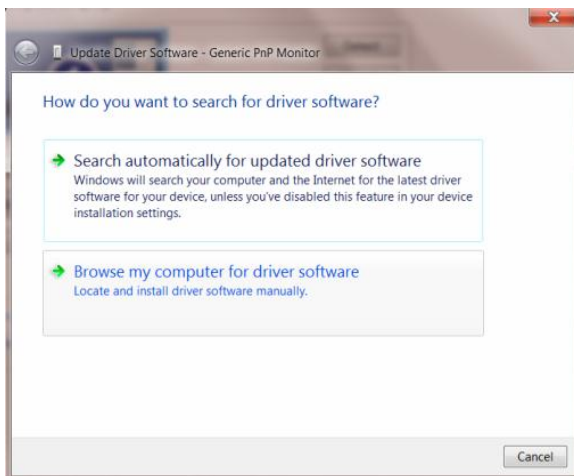 Update Driver Software - Generic PnP Monitor
How do you want to search for driver software?
Search automatically for updated driver software
Windows will search your computer and the Internet for the latest driver
software for your device, unless you've disabled this feature in your device
installation settings.
Browse my computer for driver software
Locate and install driver software manually.
Cancel